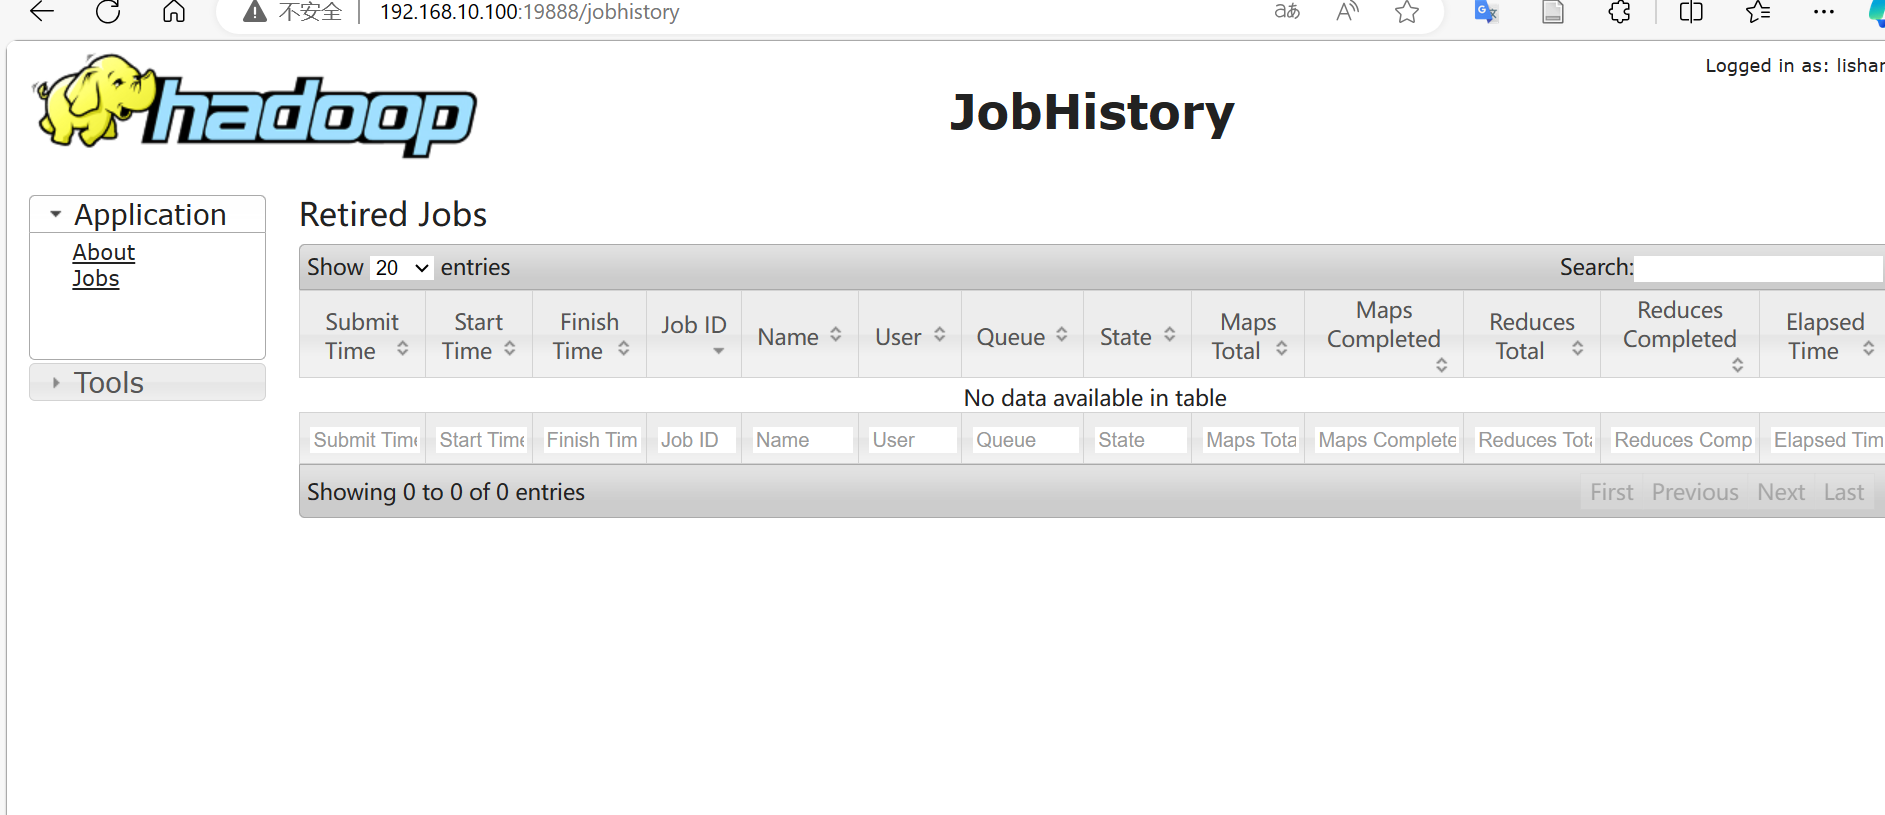 不安全 192.168.10.100:19888/jobhistory
Logged in as: lishan
hadoop
JobHistory
Application
About
Jobs
Tools
Retired Jobs
Show 20 entries
Search:
Submit Time
Start Time
Finish Time
Job ID
Name
User
Queue
State
Maps Total
Maps Completed
Reduces Total
Reduces Completed
Elapsed Time
No data available in table
Submit Time
Start Time
Finish Tim
Job ID
Name
User
Queue
State
Maps Tota
Maps Complete
Reduces Tota
Reduces Comp
Elapsed Tim
Showing 0 to 0 of 0 entries
First Previous Next Last